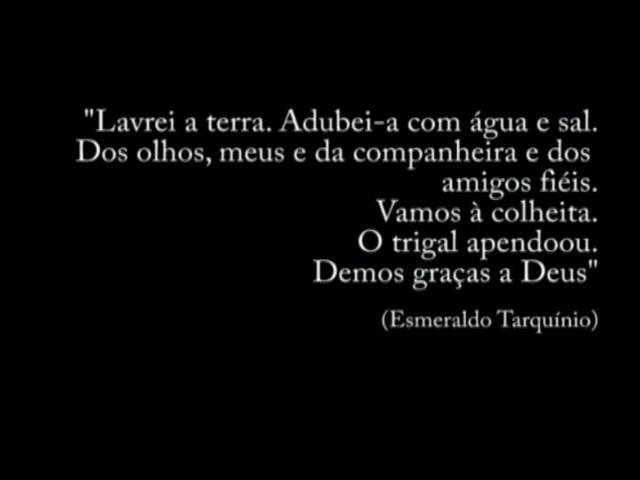 "Lavrei a terra. Adubei-a com água e sal.
Dos olhos, meus e da companheira e dos
amigos fiéis.
Vamos à colheita.
O trigal apendoou.
Demos graças a Deus"
(Esmeraldo Tarquínio)